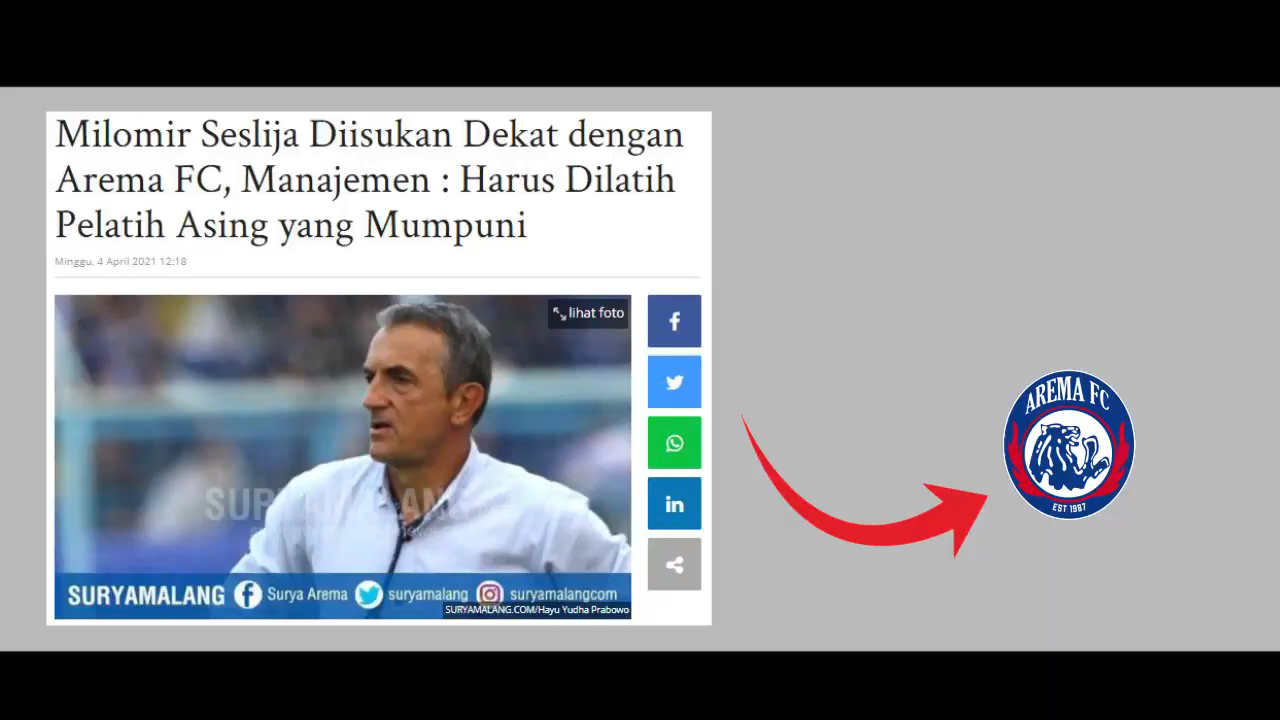 Milomir Seslija Diisukan Dekat dengan
Arema FC, Manajemen : Harus Dilatih
Pelatih Asing yang Mumpuni
Minggu, 4 April 2021 12:18
lihat foto
SURYAMALANG
SURYAMALANG Surya Arema suryamalang suryamalangcom
SURYAMALANG.COM/Hayu Yudha Prabowo
AREMA FC
EST 1987